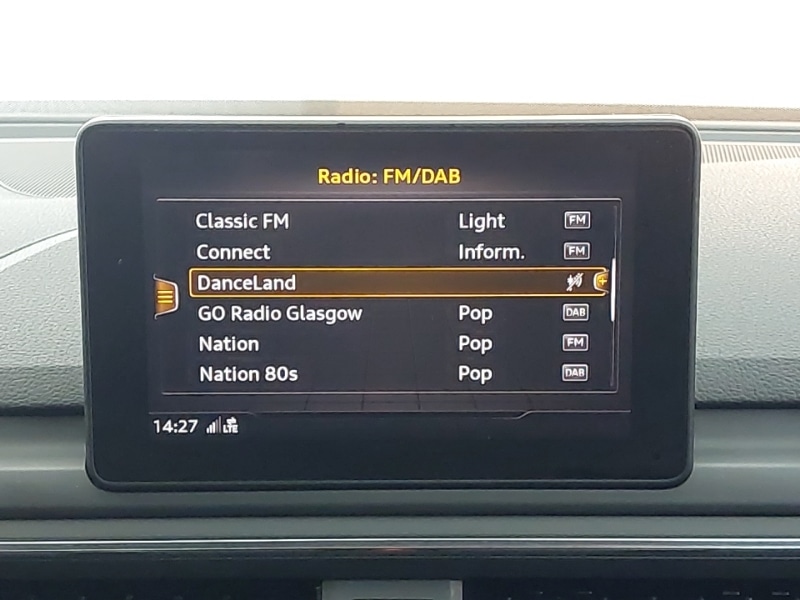 Radio: FM/DAB
Classic FM Light FM
Connect Inform. FM
DanceLand
GO Radio Glasgow Pop DAB
Nation Pop FM
Nation 80s Pop DAB
14:27 LTE